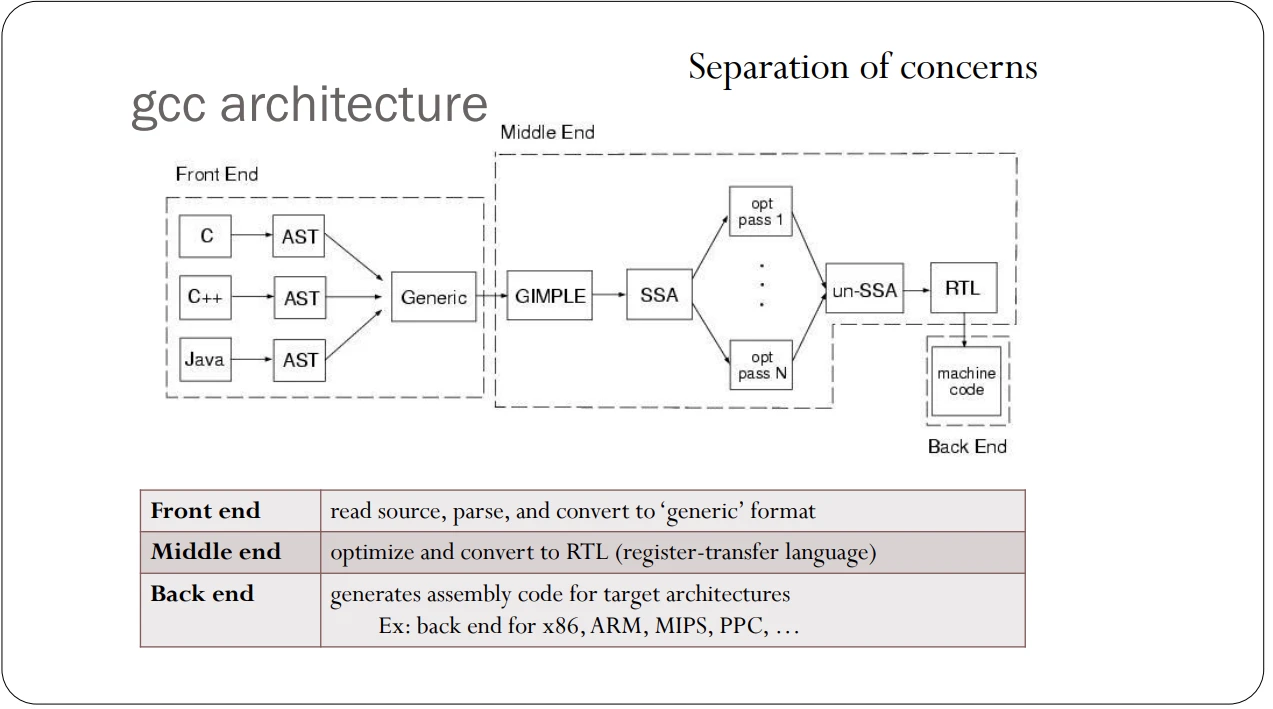 Separation of concerns
gcc architecture
Middle End
Front End
C
AST
C++
AST
Java
AST
Generic
GIMPLE
SSA
opt
pass 1
opt
pass N
un-SSA
RTL
machine
code
Back End
Front end read source, parse, and convert to ‘generic’ format
Middle end optimize and convert to RTL (register-transfer language)
Back end generates assembly code for target architectures
Ex: back end for x86, ARM, MIPS, PPC, …